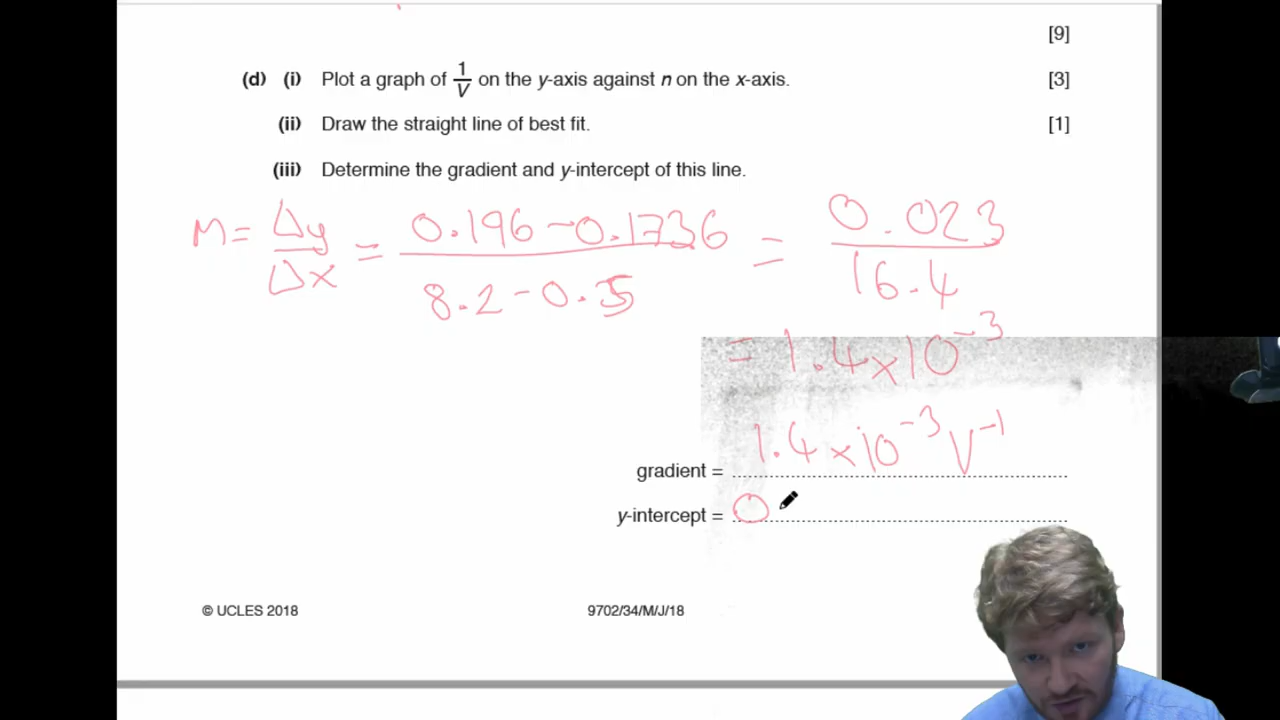 [9]
(d) (i) Plot a graph of 1/V on the y-axis against n on the x-axis. [3]
(ii) Draw the straight line of best fit. [1]
(iii) Determine the gradient and y-intercept of this line.
M = Δy/Δx = 0.196 - 0.1736 / 8.2 - 0.5 = 0.023 / 16.4
= 1.4 x 10⁻³
gradient = 1.4 x 10⁻³ V⁻¹
y-intercept = 0
© UCLES 2018 9702/34/M/J/18